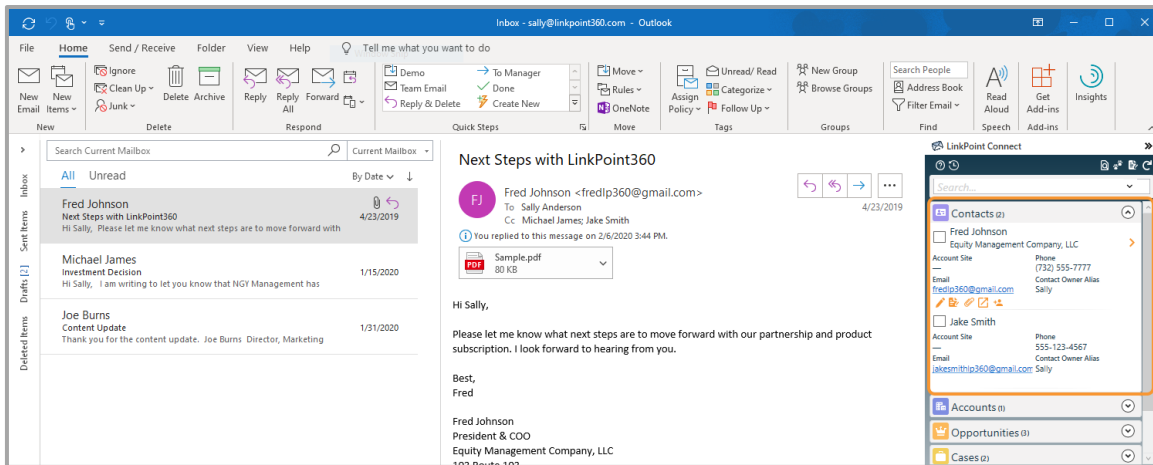 Inbox - sally@linkpoint360.com - Outlook
File Home Send / Receive Folder View Help Tell me what you want to do
New Email
New Items
Ignore
Clean Up
Junk
Delete Archive
Reply
Reply All
Forward
Demo
Team Email
Reply & Delete
To Manager
Done
Create New
Move
Rules
OneNote
Assign Policy
Unread/ Read
Categorize
Follow Up
New Group
Browse Groups
Search People
Address Book
Filter Email
Read Aloud
Get Add-ins
Insights
New Delete Respond Quick Steps Move Tags Groups Find Speech Add-ins
Inbox
Sent Items
Drafts [2]
Deleted Items
Search Current Mailbox Current Mailbox
All Unread By Date
Fred Johnson
Next Steps with LinkPoint360 4/23/2019
Hi Sally, Please let me know what next steps are to move forward with
Michael James
Investment Decision 1/15/2020
Hi Sally, I am writing to let you know that NGY Management has
Joe Burns
Content Update 1/31/2020
Thank you for the content update. Joe Burns Director, Marketing
Next Steps with LinkPoint360
FJ
Fred Johnson <fredlp360@gmail.com>
To Sally Anderson
Cc Michael James; Jake Smith
4/23/2019
You replied to this message on 2/6/2020 3:44 PM.
PDF
Sample.pdf
80 KB
Hi Sally,
Please let me know what next steps are to move forward with our partnership and product
subscription. I look forward to hearing from you.
Best,
Fred
Fred Johnson
President & COO
Equity Management Company, LLC
LinkPoint Connect
Search...
Contacts (2)
Fred Johnson
Equity Management Company, LLC
Account Site Phone
— (732) 555-7777
Email Contact Owner Alias
fredlp360@gmail.com Sally
Jake Smith
Account Site Phone
— 555-123-4567
Email Contact Owner Alias
jakesmithlp360@gmail.com Sally
Accounts (1)
Opportunities (3)
Cases (2)